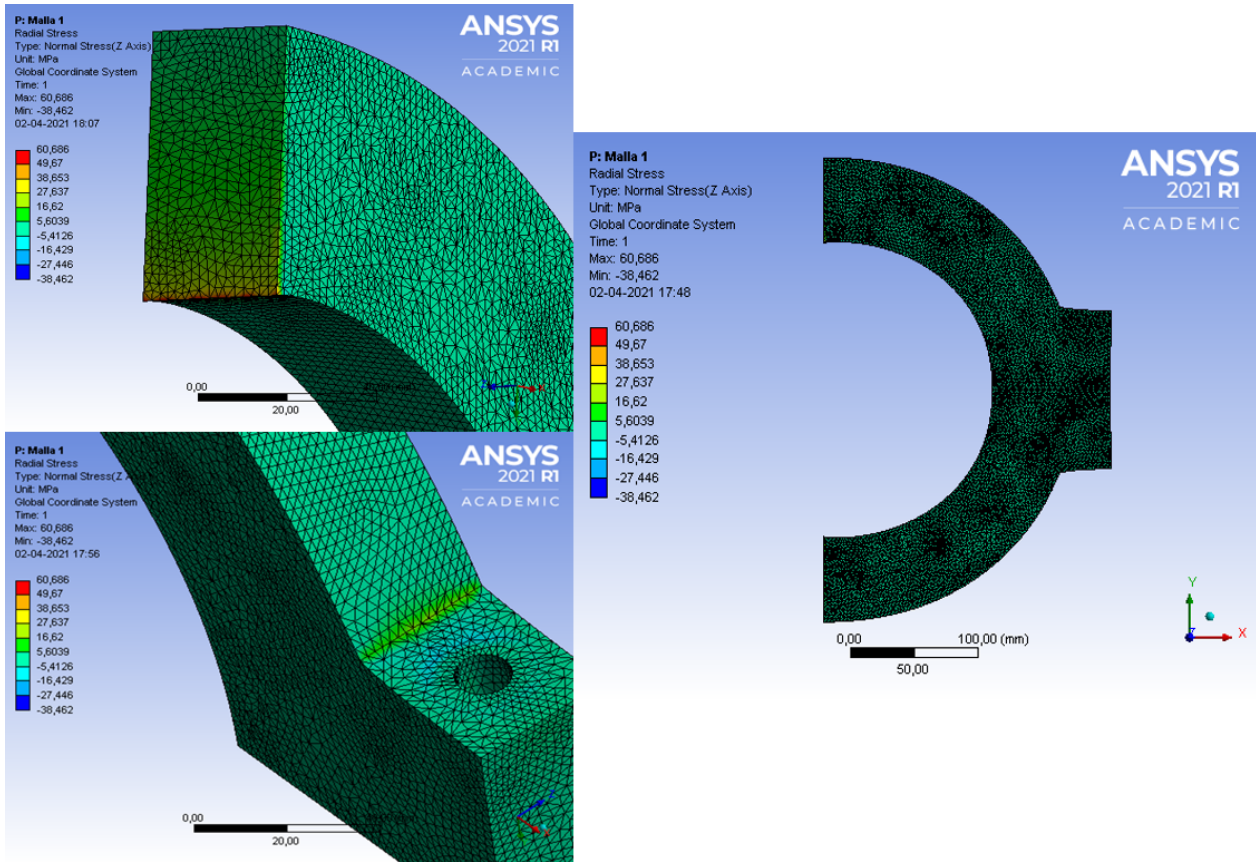 P: Malla 1
Radial Stress
Type: Normal Stress(Z Axis)
Unit: MPa
Global Coordinate System
Time: 1
Max: 60,686
Min: -38,462
02-04-2021 18:07
60,686
49,67
38,653
27,637
16,62
5,6039
-5,4126
-16,429
-27,446
-38,462
ANSYS
2021 R1
ACADEMIC
0,00
(mm)
20,00
P: Malla 1
Radial Stress
Type: Normal Stress(Z Axis)
Unit: MPa
Global Coordinate System
Time: 1
Max: 60,686
Min: -38,462
02-04-2021 17:56
60,686
49,67
38,653
27,637
16,62
5,6039
-5,4126
-16,429
-27,446
-38,462
ANSYS
2021 R1
ACADEMIC
0,00
20,00
P: Malla 1
Radial Stress
Type: Normal Stress(Z Axis)
Unit: MPa
Global Coordinate System
Time: 1
Max: 60,686
Min: -38,462
02-04-2021 17:48
60,686
49,67
38,653
27,637
16,62
5,6039
-5,4126
-16,429
-27,446
-38,462
ANSYS
2021 R1
ACADEMIC
0,00 100,00 (mm)
50,00
Y
Z X